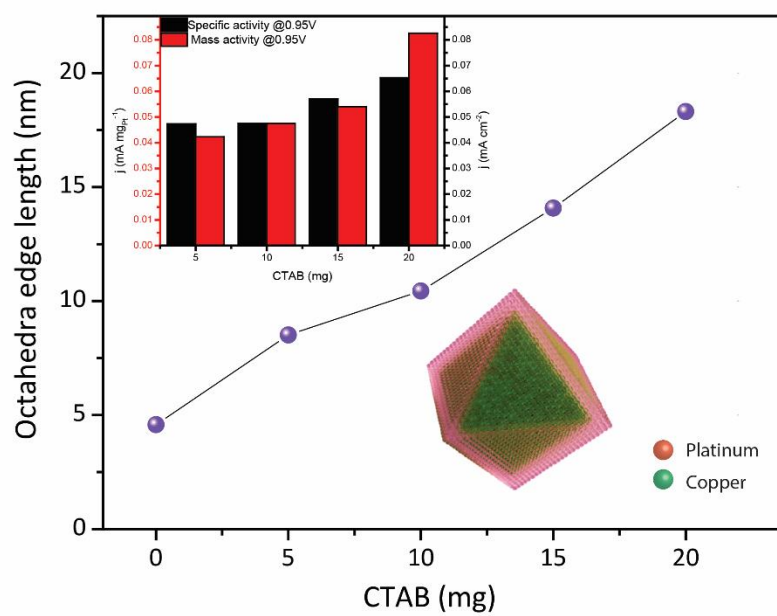 Specific activity @0.95V
Mass activity @0.95V
0.08
0.07
0.06
0.05
0.04
0.03
0.02
0.01
0.00
j (mA mgPt-1)
0.08
0.07
0.06
0.05
0.04
0.03
0.02
0.01
0.00
j (mA cm-2)
5 10 15 20
CTAB (mg)
Octahedra edge length (nm)
20
15
10
5
0
Platinum
Copper
0 5 10 15 20
CTAB (mg)